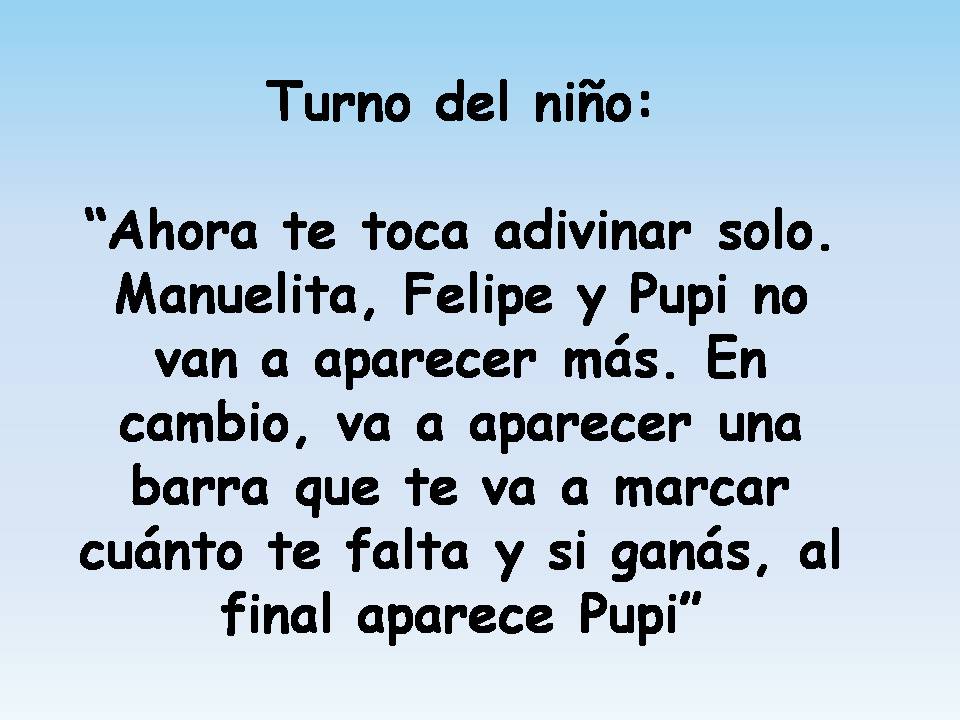 Turno del niño:
“Ahora te toca adivinar solo.
Manuelita, Felipe y Pupi no
van a aparecer más. En
cambio, va a aparecer una
barra que te va a marcar
cuánto te falta y si ganás, al
final aparece Pupi”